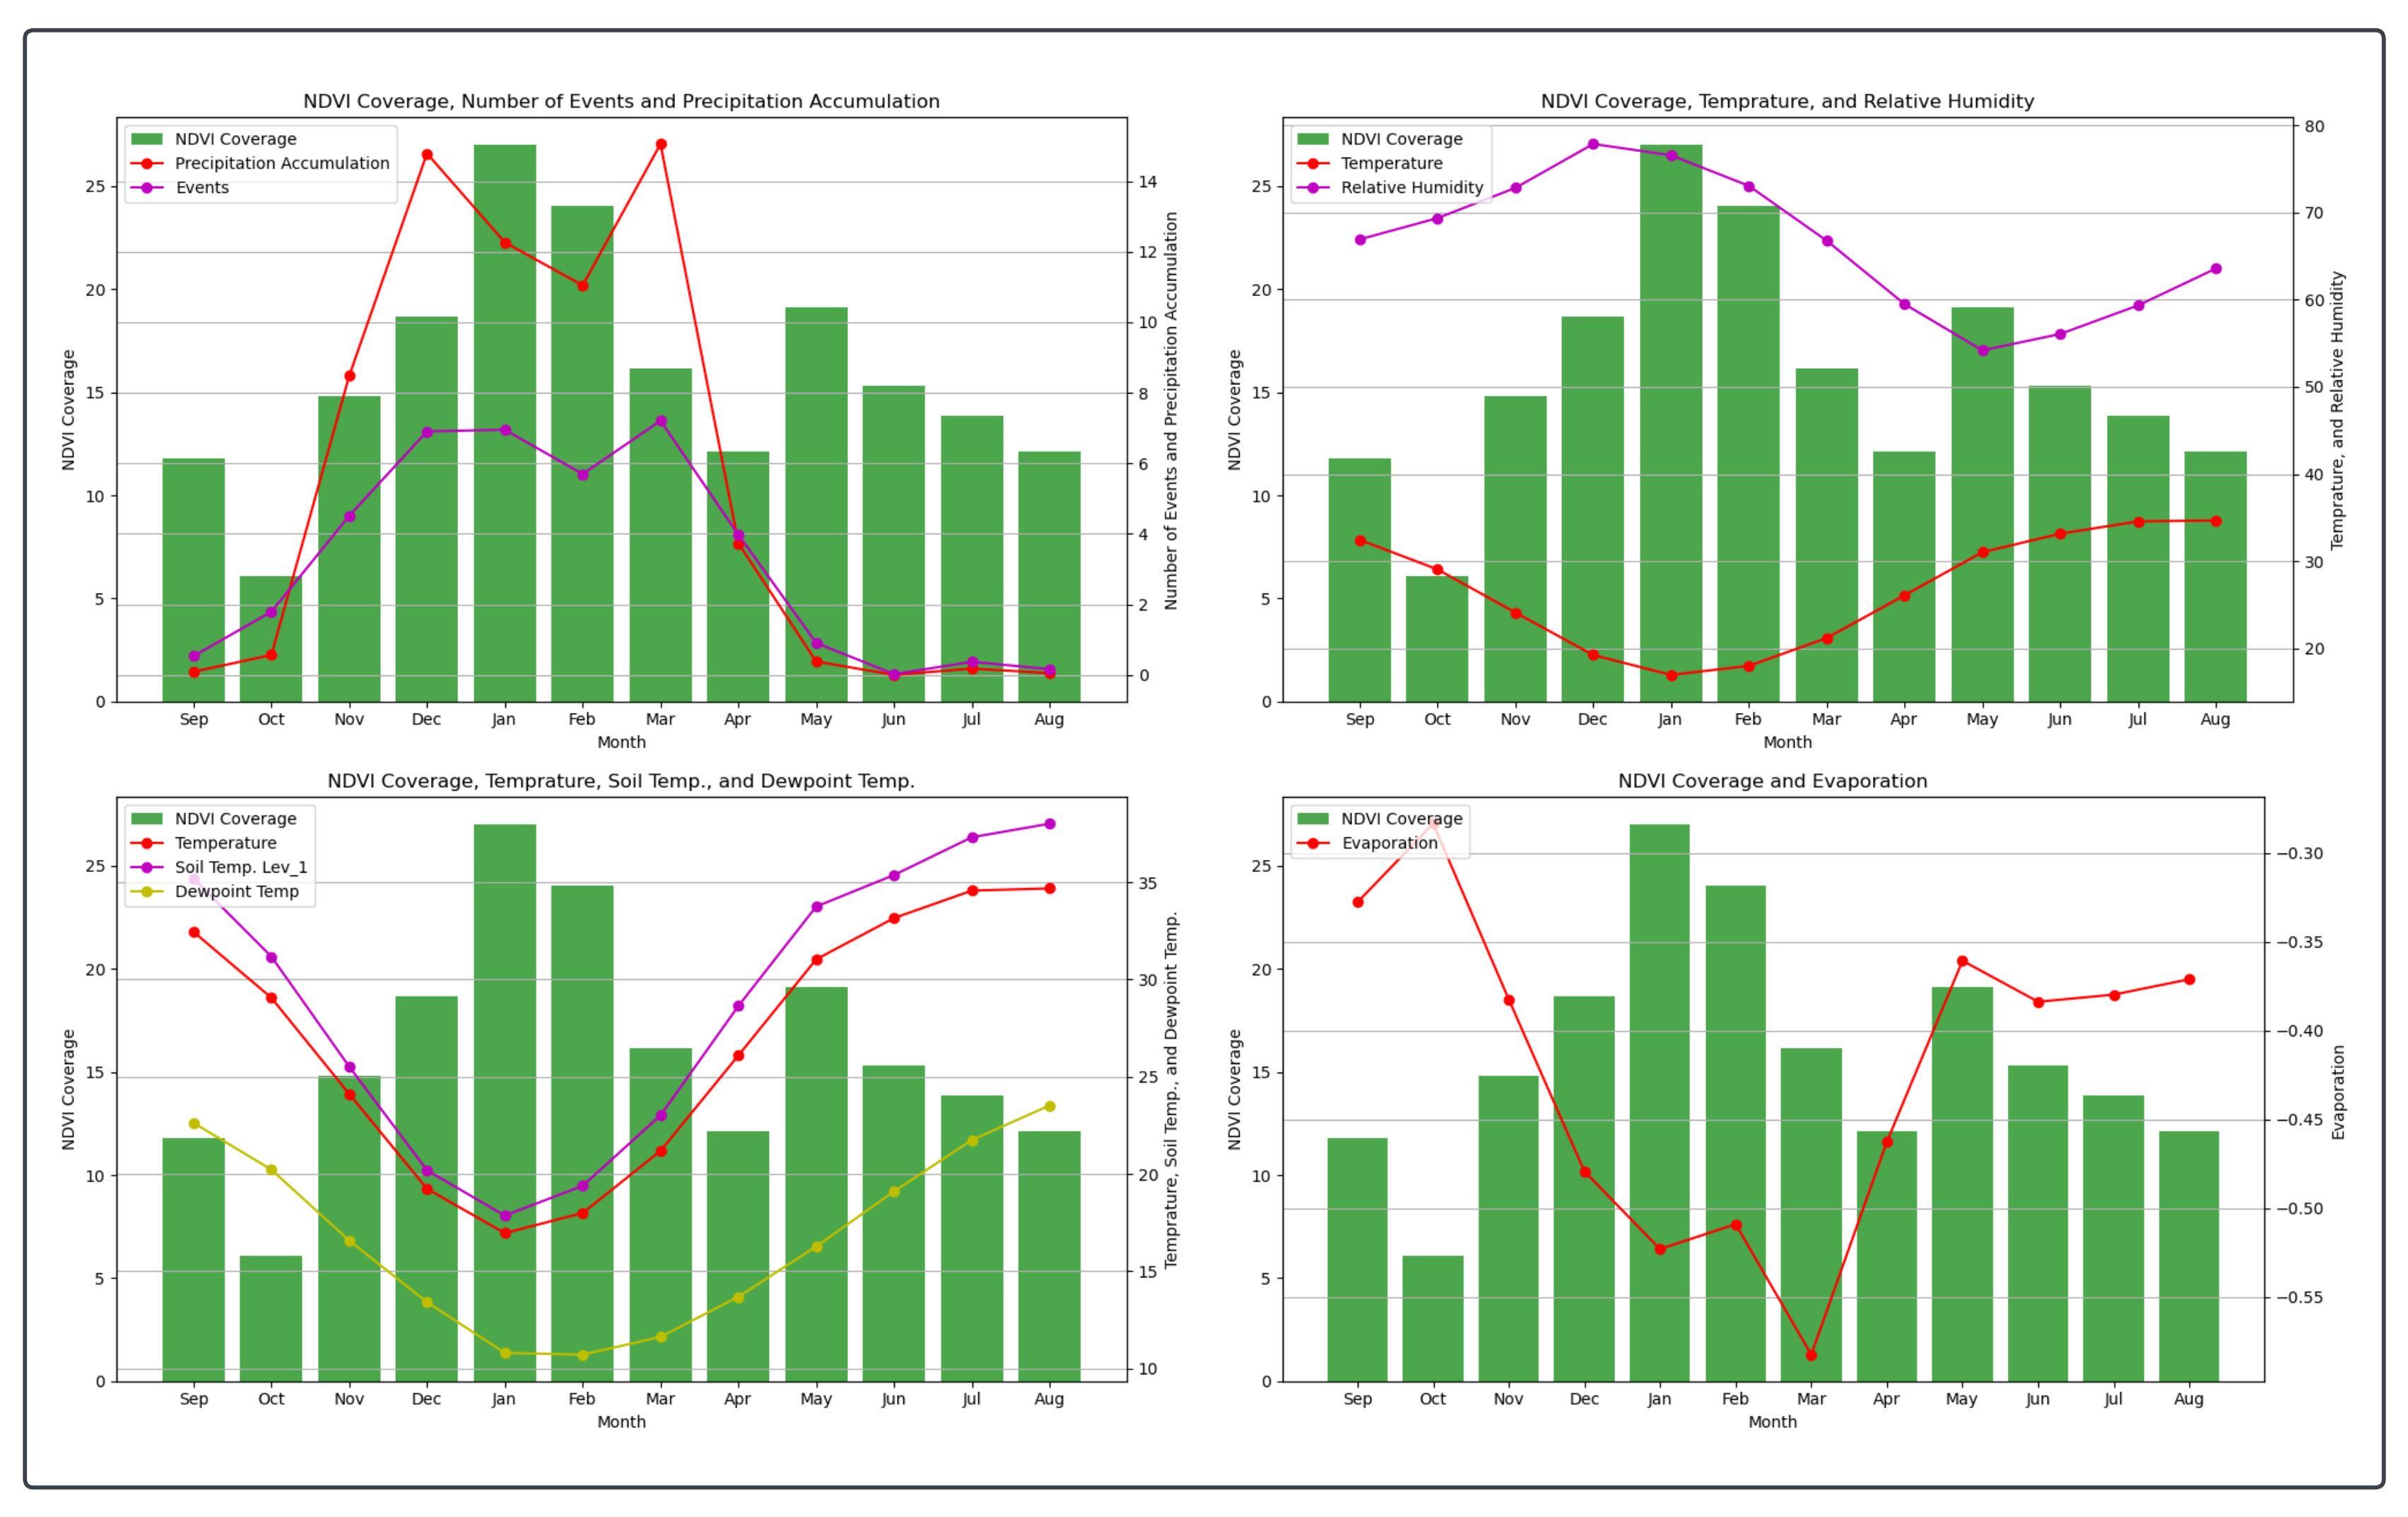 NDVI Coverage, Number of Events and Precipitation Accumulation
NDVI Coverage
Precipitation Accumulation
Events
25
20
15
10
5
0
NDVI Coverage
14
12
10
8
6
4
2
0
Number of Events and Precipitation Accumulation
Sep Oct Nov Dec Jan Feb Mar Apr May Jun Jul Aug
Month
NDVI Coverage, Temprature, and Relative Humidity
NDVI Coverage
Temperature
Relative Humidity
25
20
15
10
5
0
NDVI Coverage
80
70
60
50
40
30
20
Temprature, and Relative Humidity
Sep Oct Nov Dec Jan Feb Mar Apr May Jun Jul Aug
Month
NDVI Coverage, Temprature, Soil Temp., and Dewpoint Temp.
NDVI Coverage
Temperature
Soil Temp. Lev_1
Dewpoint Temp
25
20
15
10
5
0
NDVI Coverage
35
30
25
20
15
10
Temprature, Soil Temp., and Dewpoint Temp.
Sep Oct Nov Dec Jan Feb Mar Apr May Jun Jul Aug
Month
NDVI Coverage and Evaporation
NDVI Coverage
Evaporation
25
20
15
10
5
0
NDVI Coverage
−0.30
−0.35
−0.40
−0.45
−0.50
−0.55
Evaporation
Sep Oct Nov Dec Jan Feb Mar Apr May Jun Jul Aug
Month